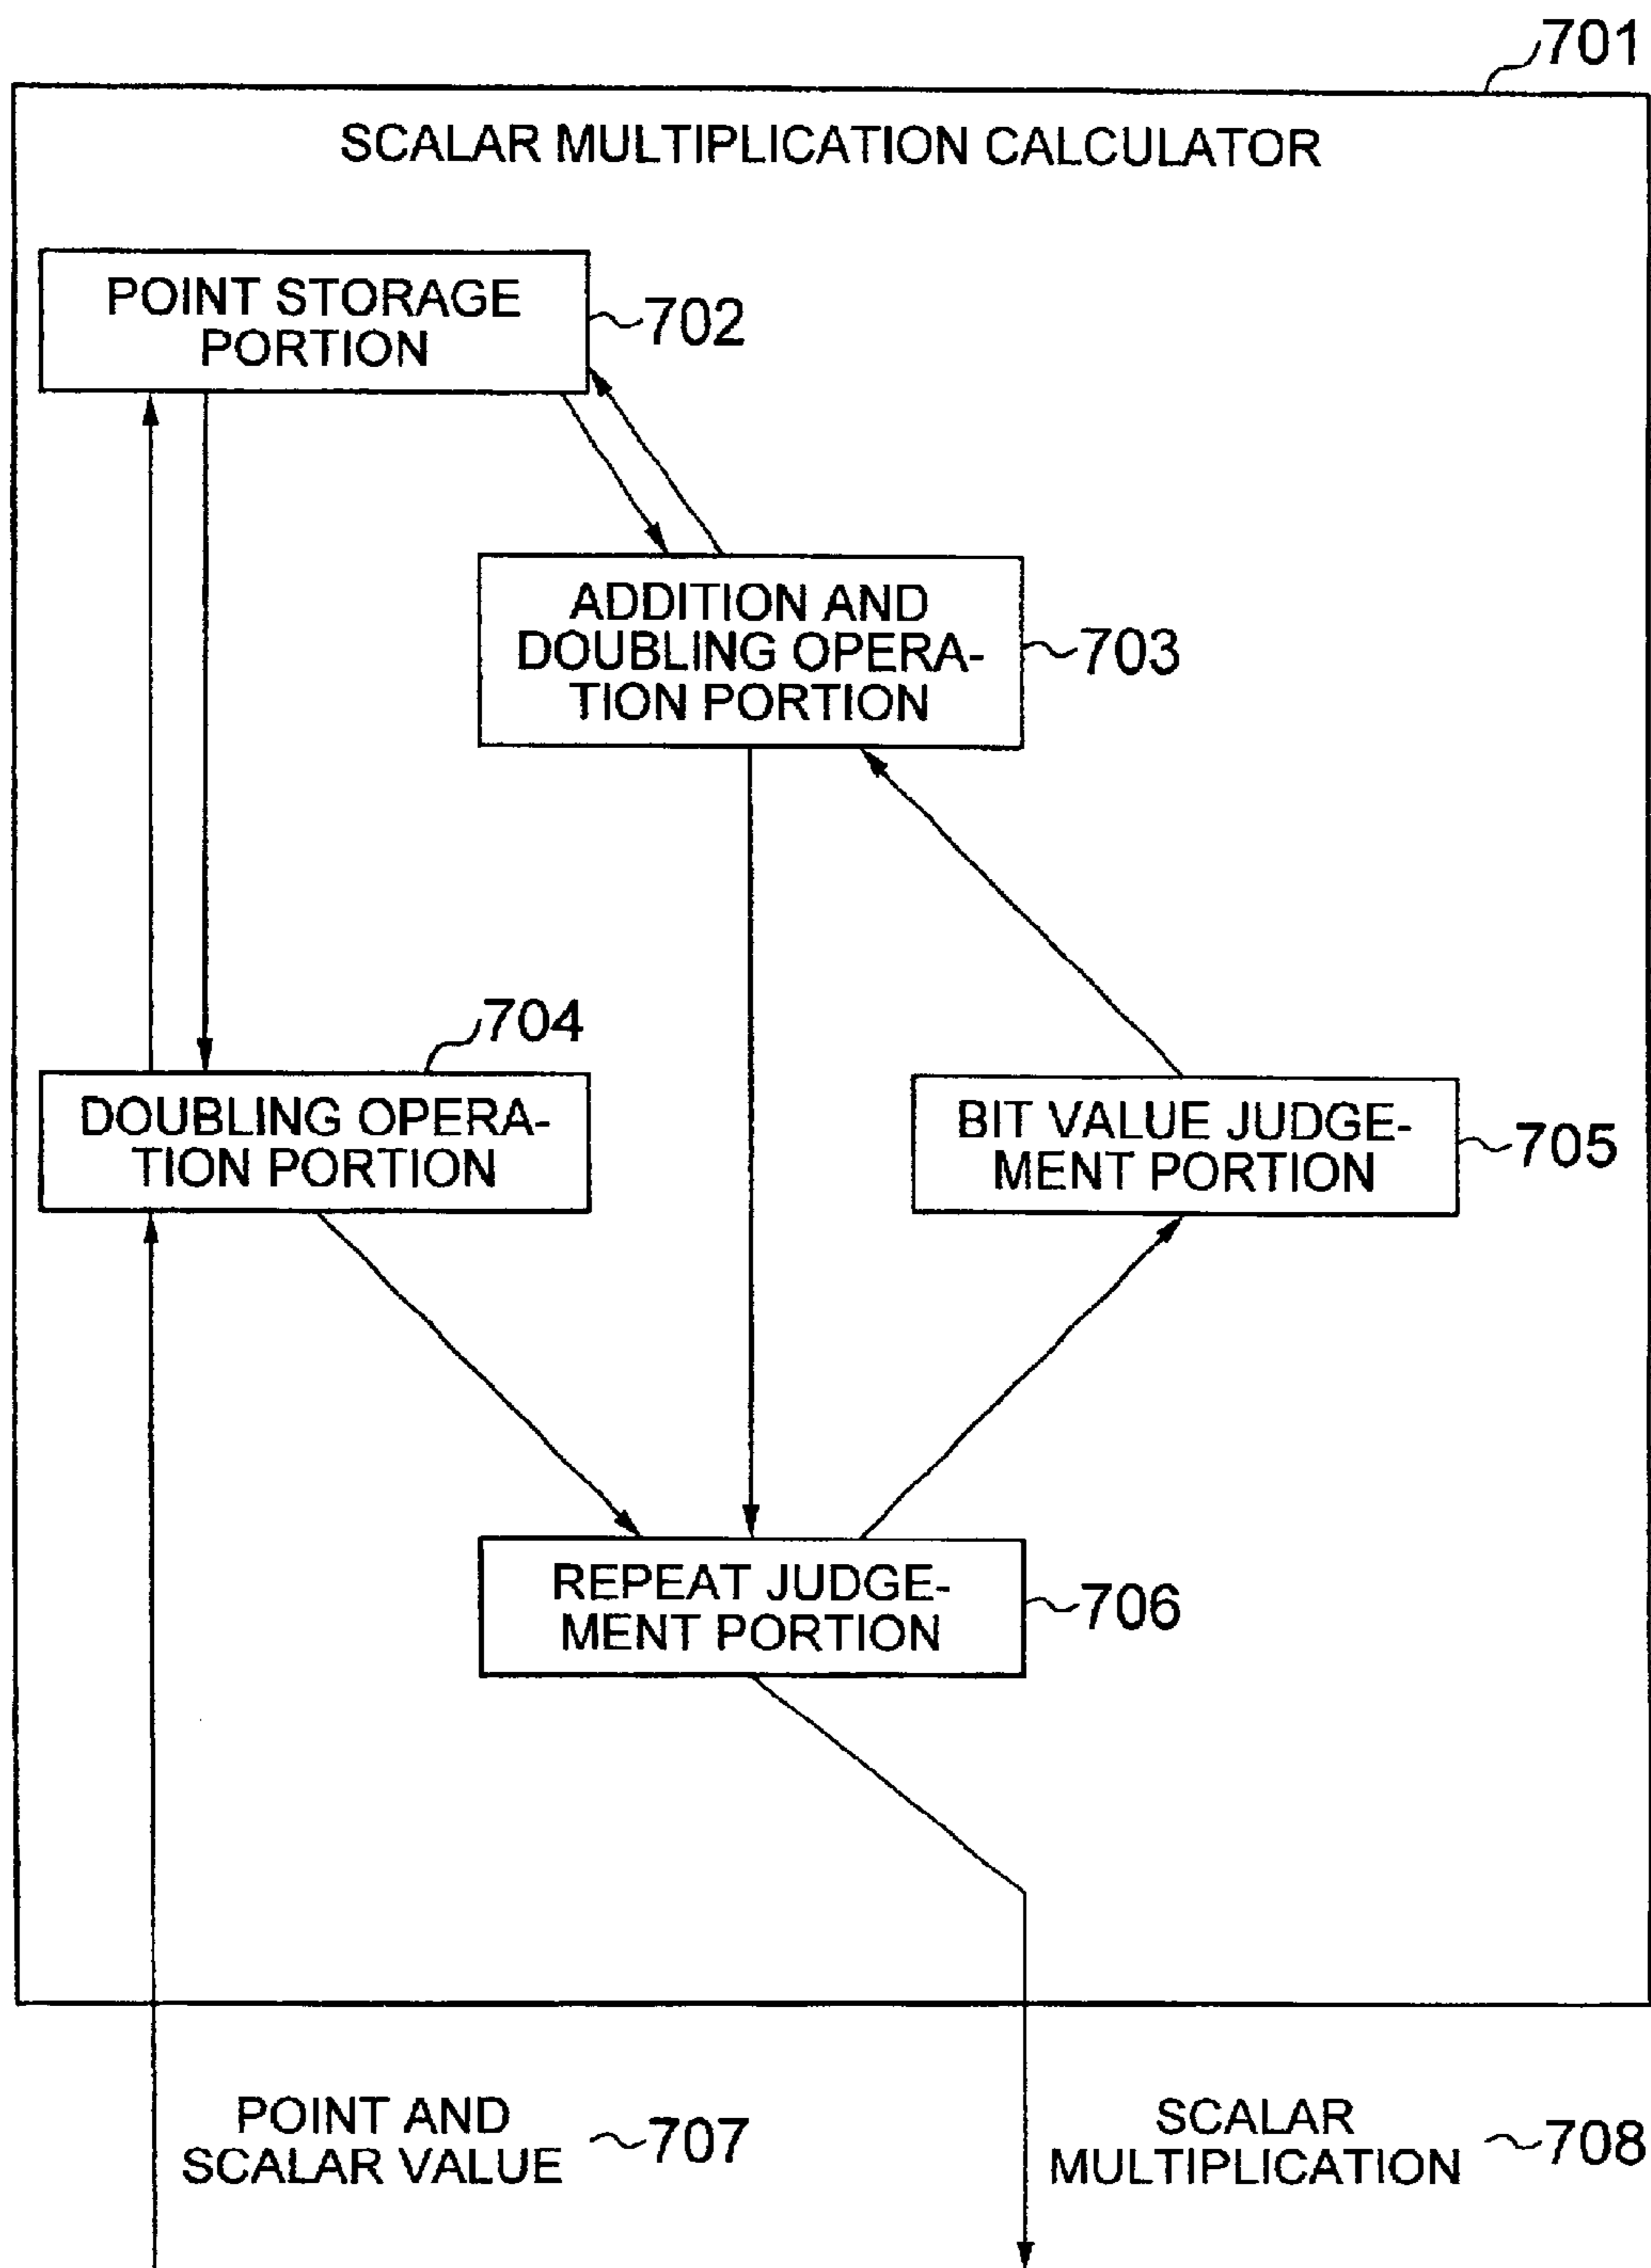 701
SCALAR MULTIPLICATION CALCULATOR
POINT STORAGE
PORTION
702
ADDITION AND
DOUBLING OPERA-
TION PORTION
703
704
DOUBLING OPERA-
TION PORTION
BIT VALUE JUDGE-
MENT PORTION
705
REPEAT JUDGE-
MENT PORTION
706
POINT AND
SCALAR VALUE
707
SCALAR
MULTIPLICATION
708